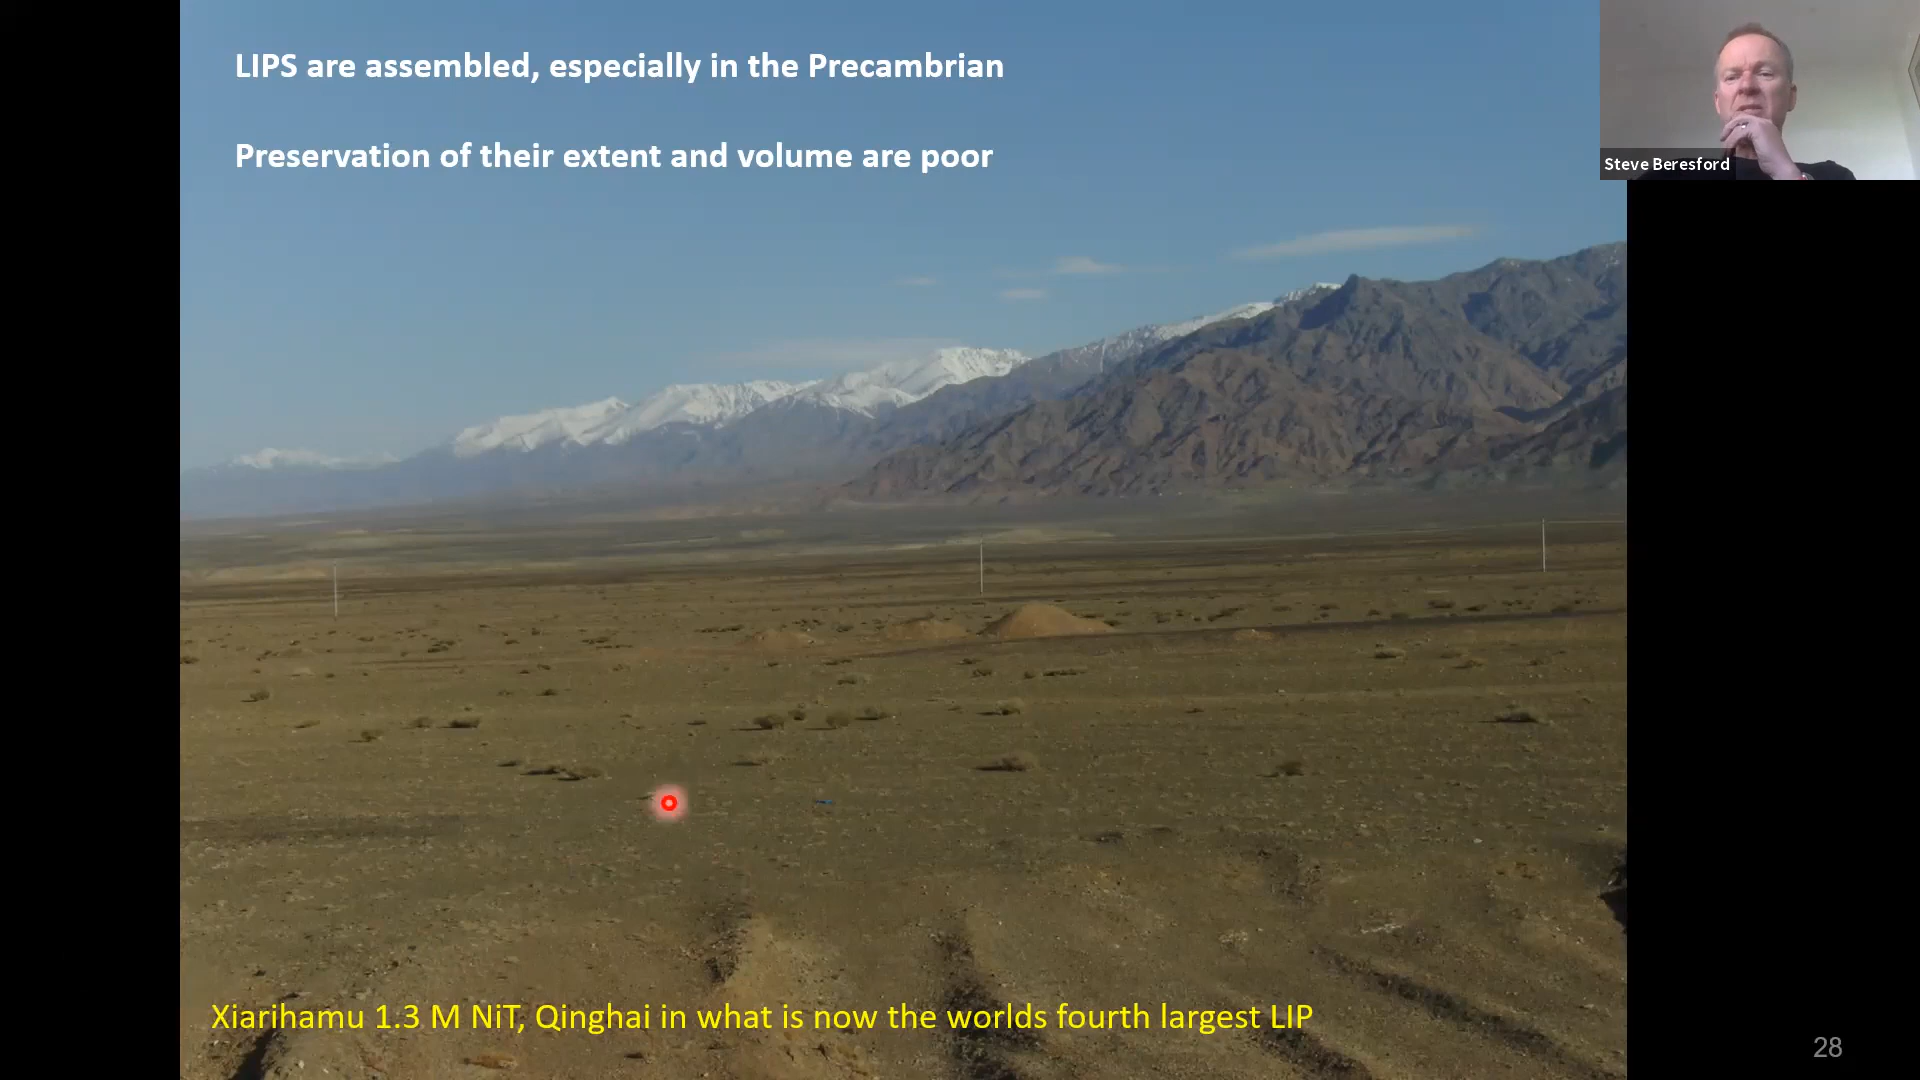 LIPS are assembled, especially in the Precambrian
Preservation of their extent and volume are poor
Steve Beresford
Xiarihamu 1.3 M NiT, Qinghai in what is now the worlds fourth largest LIP
28